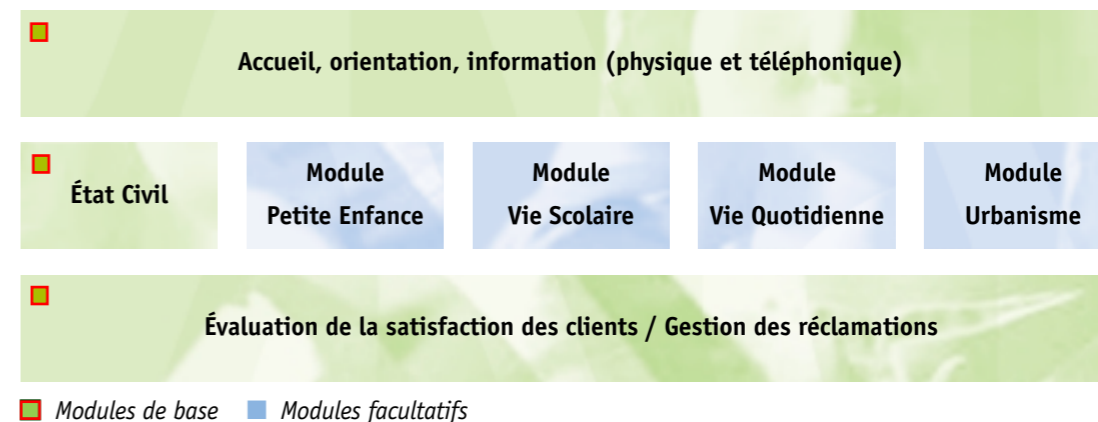 Accueil, orientation, information (physique et téléphonique)
État Civil
Module
Petite Enfance
Module
Vie Scolaire
Module
Vie Quotidienne
Module
Urbanisme
Évaluation de la satisfaction des clients / Gestion des réclamations
Modules de base
Modules facultatifs